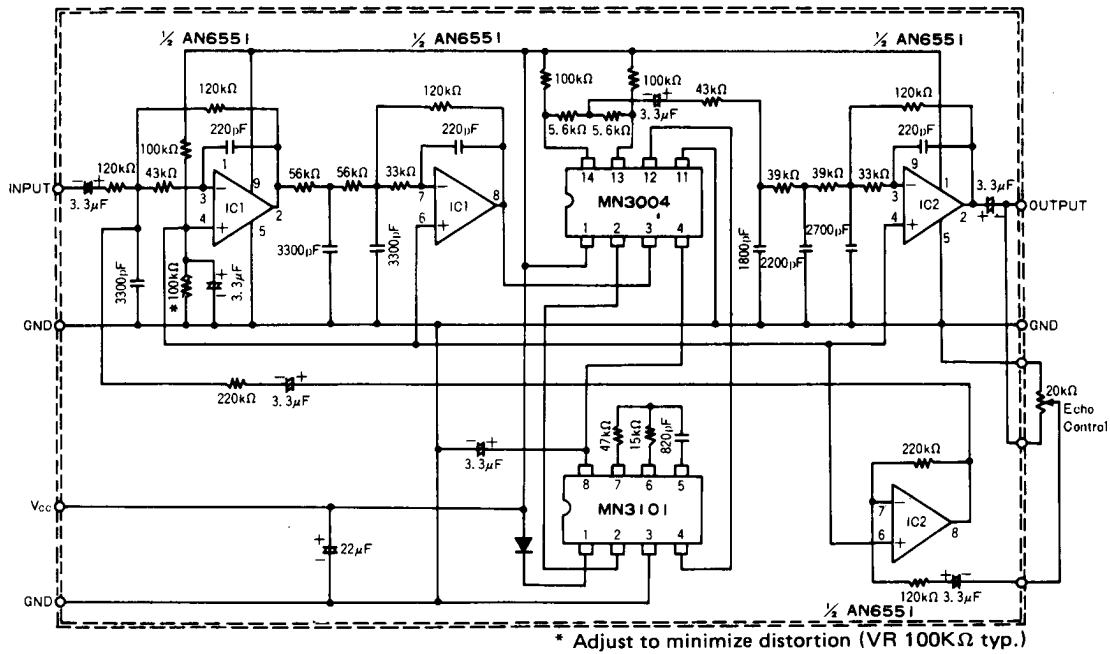 ½ AN6551
½ AN6551
½ AN6551
120kΩ
220pF
100kΩ
120kΩ
43kΩ
INPUT
3.3μF
1
3
9
IC1
2
4
5
3300pF
* 100kΩ
3.3μF
56kΩ
56kΩ
33kΩ
3300pF
3300pF
120kΩ
220pF
7
IC1
8
6
100kΩ
100kΩ
5.6kΩ
5.6kΩ
3.3μF
43kΩ
14
13
12
11
MN3004
1
2
3
4
39kΩ
39kΩ
33kΩ
1800pF
2200pF
2700pF
120kΩ
220pF
9
3
1
IC2
2
4
5
3.3μF
OUTPUT
GND
GND
220kΩ
3.3μF
20kΩ
Echo
Control
3.3μF
47kΩ
15kΩ
820pF
8
7
6
5
MN3101
1
2
3
4
220kΩ
7
IC2
6
8
120kΩ
3.3μF
Vcc
22μF
GND
½ AN6551
* Adjust to minimize distortion (VR 100KΩ typ.)